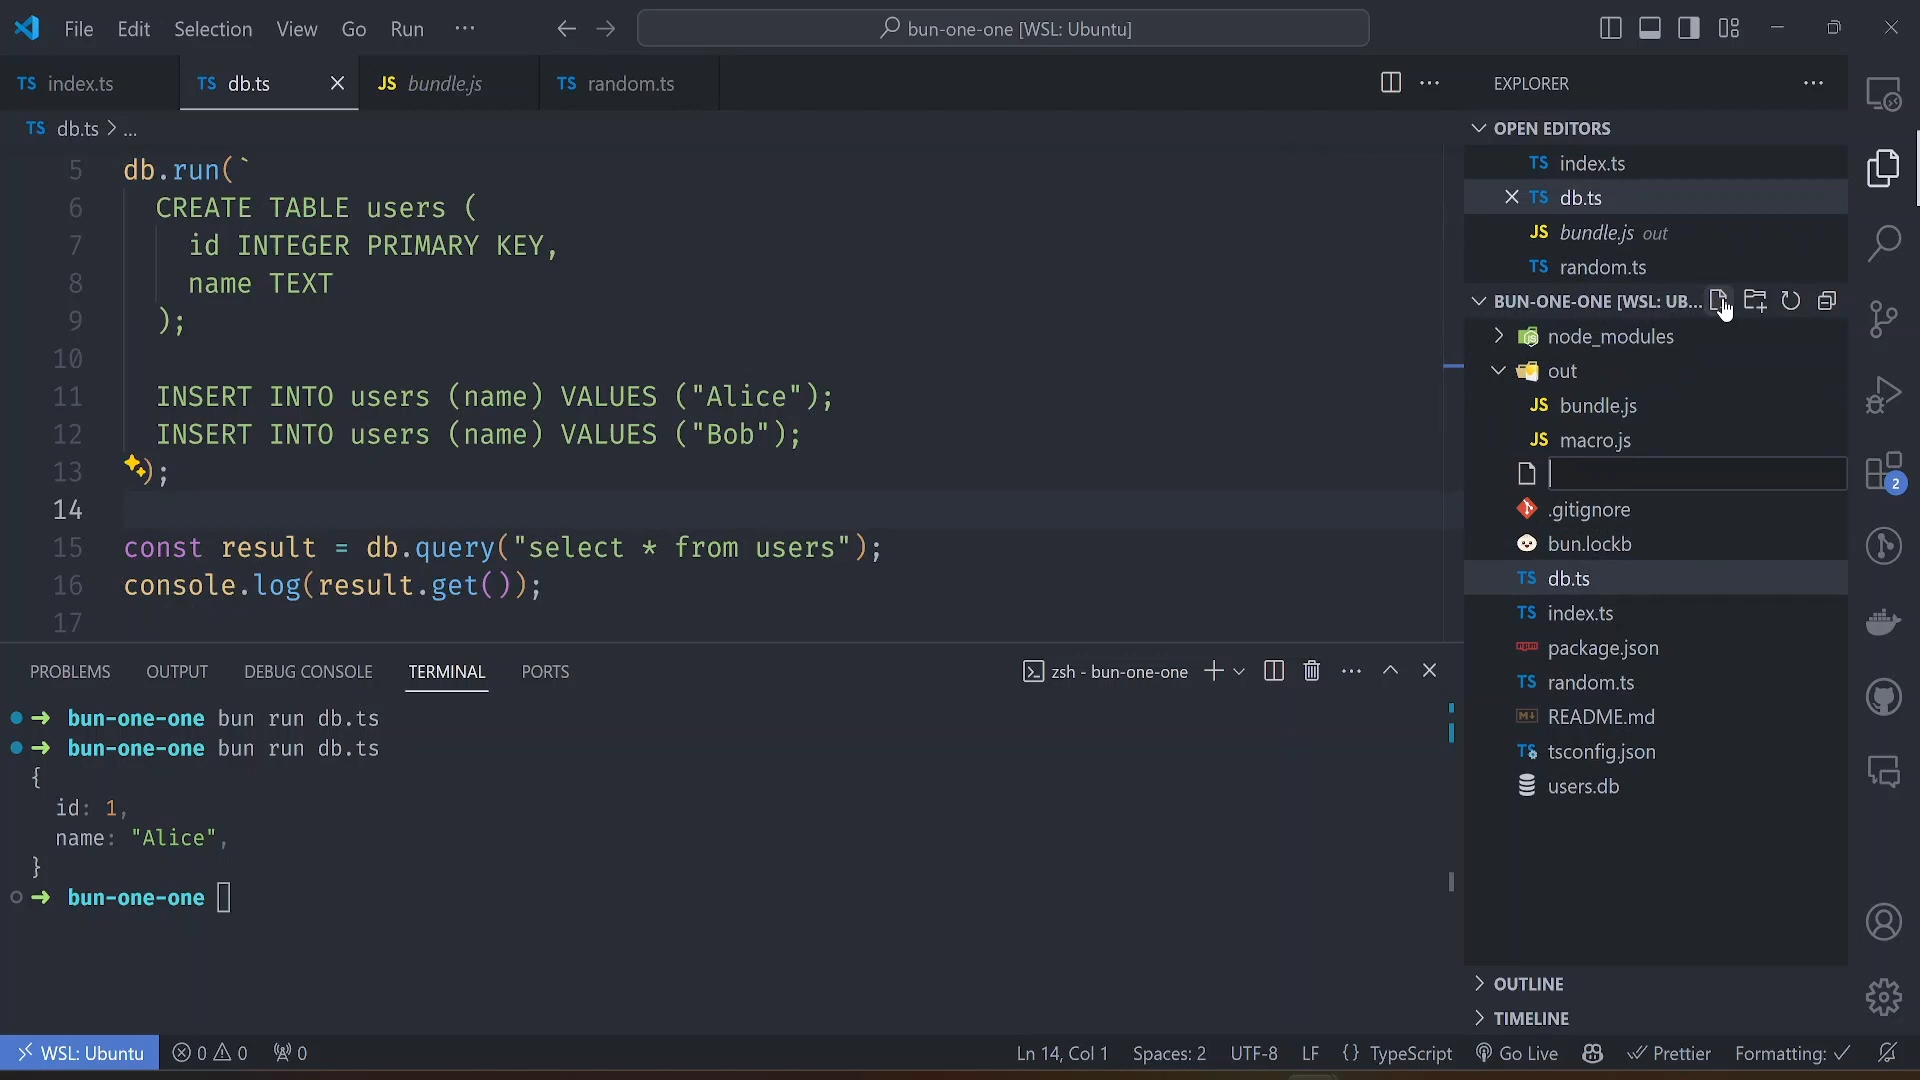 File Edit Selection View Go Run ···
bun-one-one [WSL: Ubuntu]
TS index.ts
TS db.ts
JS bundle.js
TS random.ts
TS db.ts > ...
5 db.run(`
6 CREATE TABLE users (
7 id INTEGER PRIMARY KEY,
8 name TEXT
9 );
10
11 INSERT INTO users (name) VALUES ("Alice");
12 INSERT INTO users (name) VALUES ("Bob");
13 );
14
15 const result = db.query("select * from users");
16 console.log(result.get());
17
PROBLEMS OUTPUT DEBUG CONSOLE TERMINAL PORTS
zsh - bun-one-one
➜ bun-one-one bun run db.ts
➜ bun-one-one bun run db.ts
{
id: 1,
name: "Alice",
}
➜ bun-one-one
EXPLORER
OPEN EDITORS
TS index.ts
TS db.ts
JS bundle.js out
TS random.ts
BUN-ONE-ONE [WSL: UB...
node_modules
out
JS bundle.js
JS macro.js
.gitignore
bun.lockb
TS db.ts
TS index.ts
package.json
TS random.ts
README.md
TS tsconfig.json
users.db
OUTLINE
TIMELINE
2
WSL: Ubuntu 0 0 0 Ln 14, Col 1 Spaces: 2 UTF-8 LF {} TypeScript Go Live Prettier Formatting: ✓